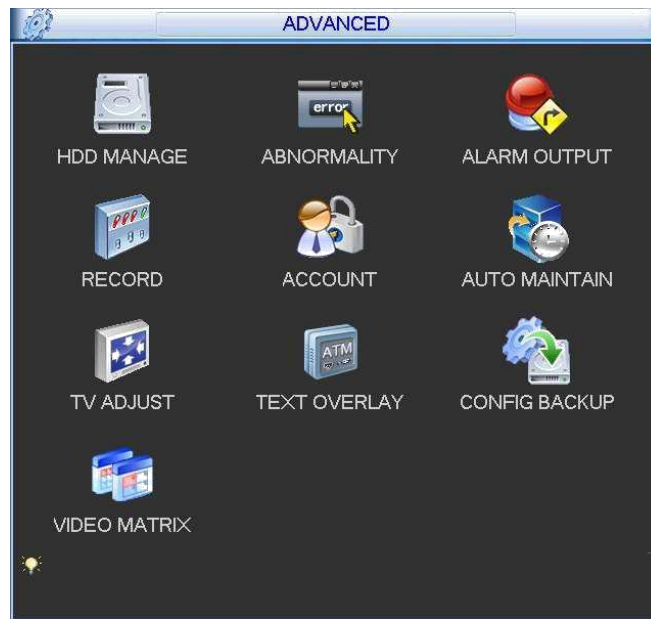 ADVANCED
error
HDD MANAGE ABNORMALITY ALARM OUTPUT
RECORD ACCOUNT AUTO MAINTAIN
ATM
TV ADJUST TEXT OVERLAY CONFIG BACKUP
VIDEO MATRIX